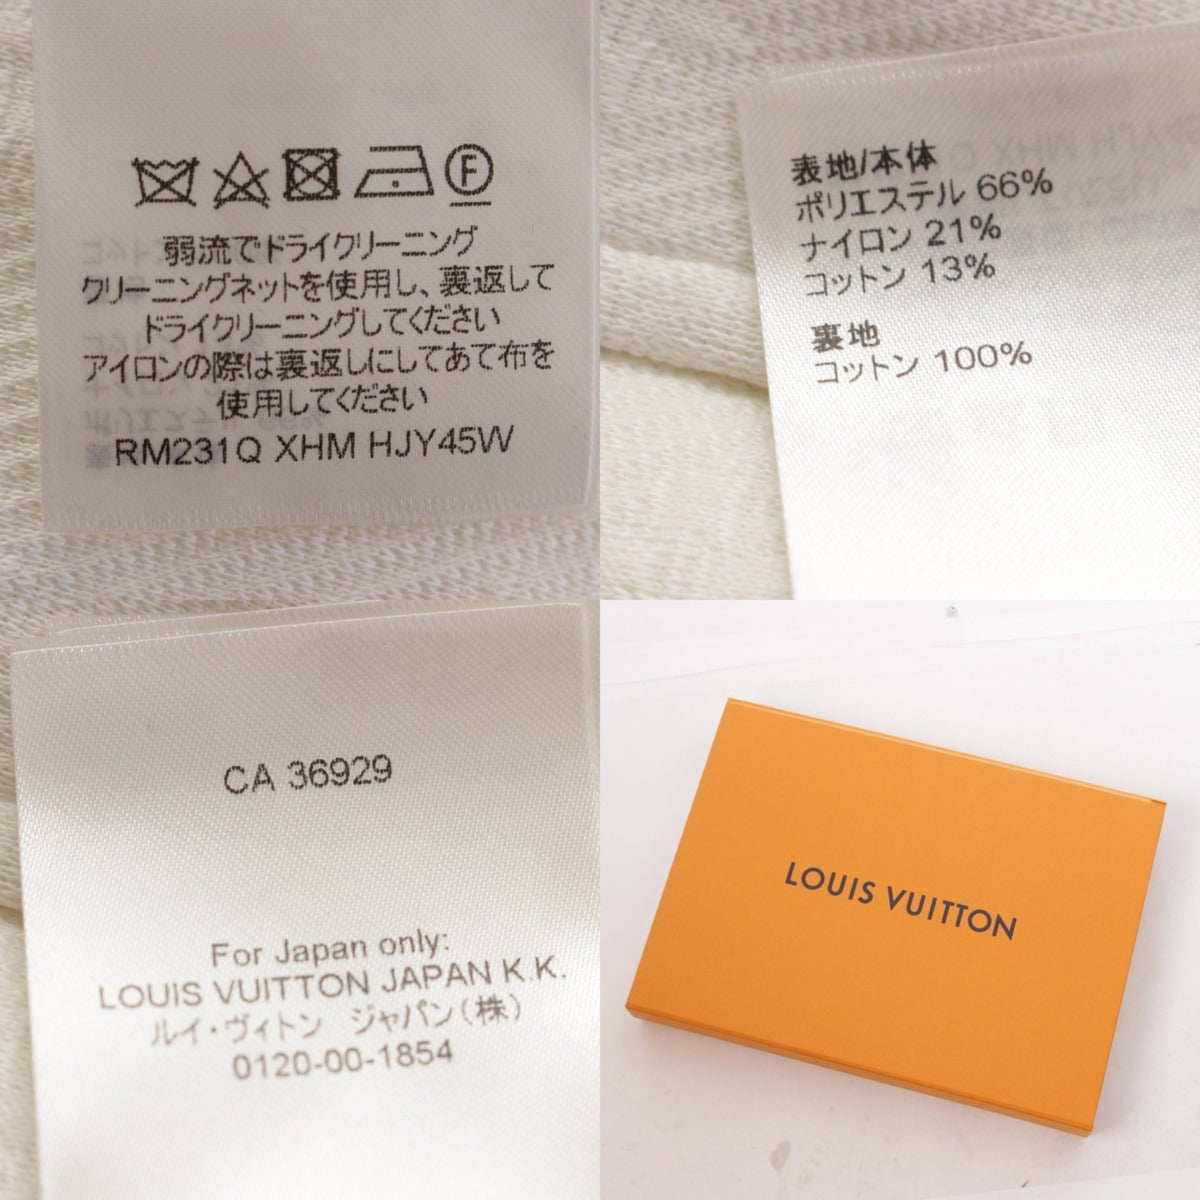 弱流でドライクリーニング
クリーニングネットを使用し、裏返して
ドライクリーニングしてください
アイロンの際は裏返しにしてあて布を
使用してください
RM231Q XHM HJY45W
表地/本体
ポリエステル 66%
ナイロン 21%
コットン 13%
裏地
コットン 100%
CA 36929
For Japan only:
LOUIS VUITTON JAPAN K.K.
ルイ・ヴィトン ジャパン(株)
0120-00-1854
LOUIS VUITTON